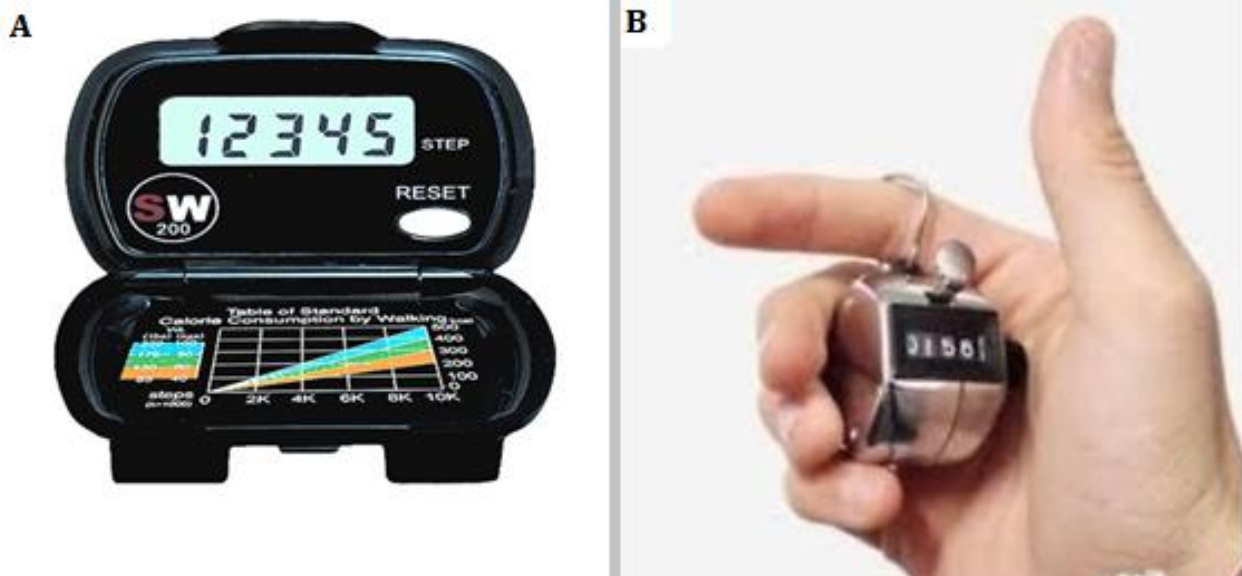 A
12345
STEP
SW
200
RESET
Table of Standard
Calorie Consumption by Walking
500
400
300
200
100
0
steps
0 2K 4K 6K 8K 10K
B